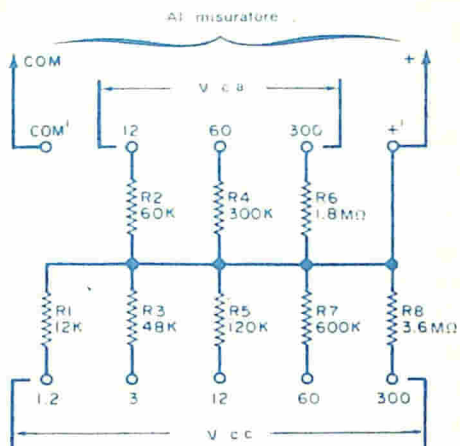 Al misuratore
COM +
V c a
COM' 12 60 300 +'
R2 60K
R4 300K
R6 1.8MΩ
R1 12K
R3 48K
R5 120K
R7 600K
R8 3.6MΩ
1.2 3 12 60 300
V c c